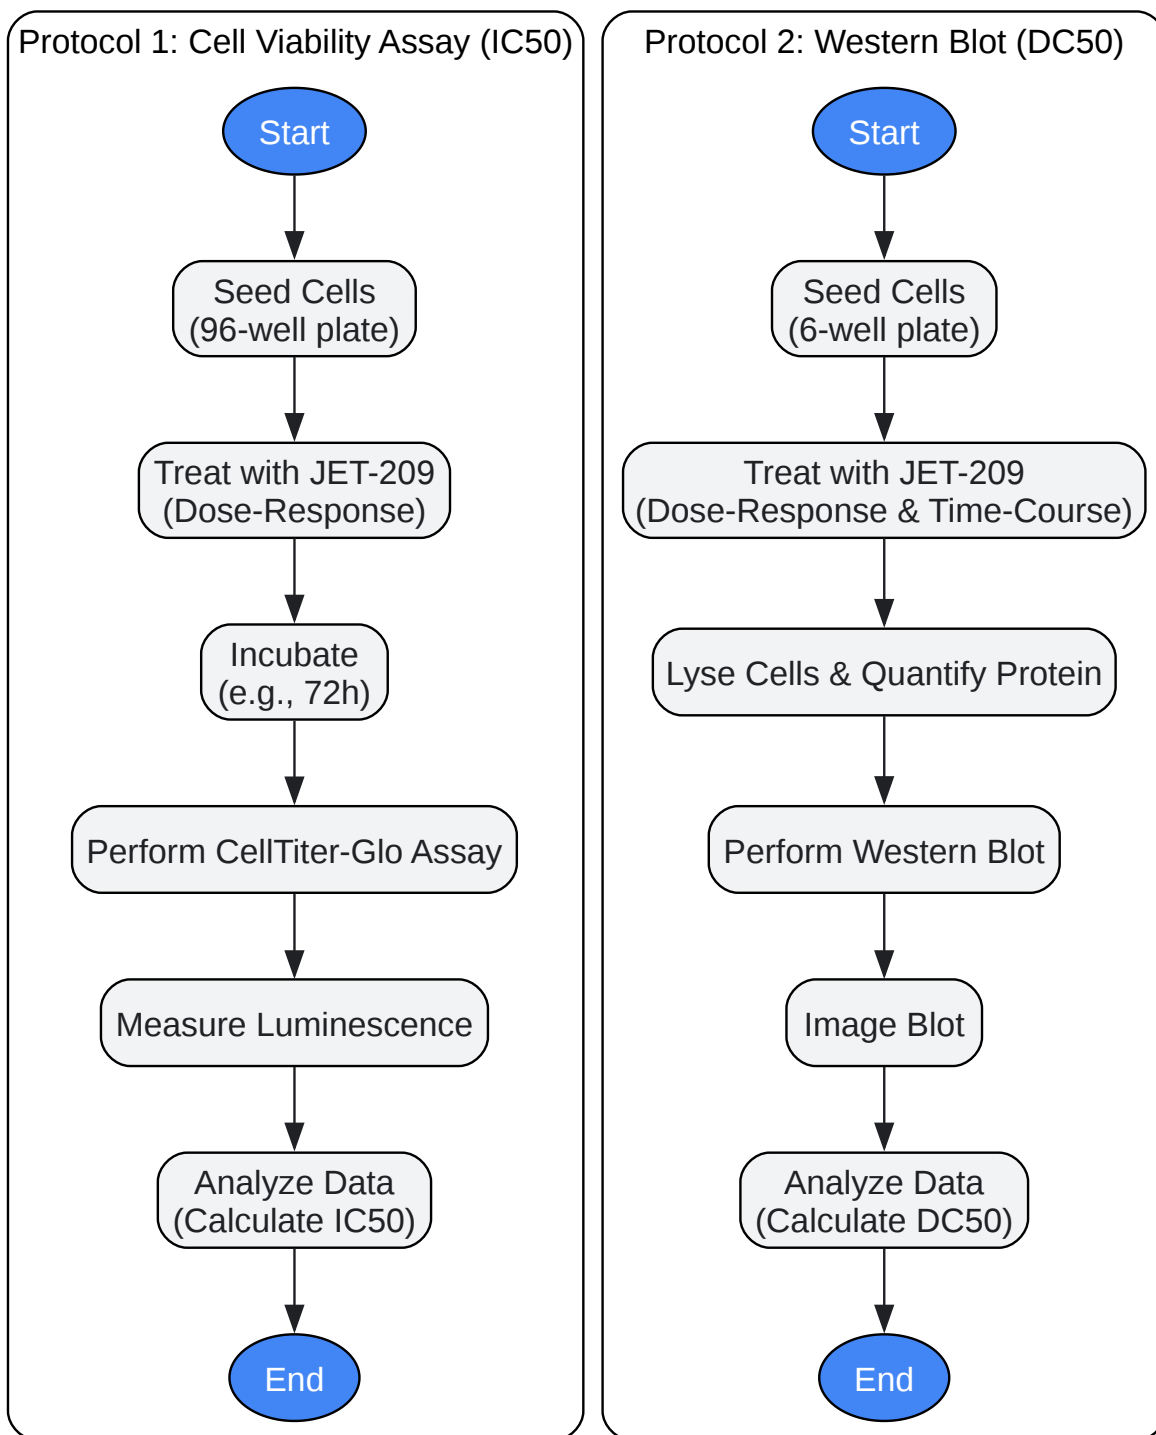 Protocol 1: Cell Viability Assay (IC50)
Start
Seed Cells
(96-well plate)
Treat with JET-209
(Dose-Response)
Incubate
(e.g., 72h)
Perform CellTiter-Glo Assay
Measure Luminescence
Analyze Data
(Calculate IC50)
End
Protocol 2: Western Blot (DC50)
Start
Seed Cells
(6-well plate)
Treat with JET-209
(Dose-Response & Time-Course)
Lyse Cells & Quantify Protein
Perform Western Blot
Image Blot
Analyze Data
(Calculate DC50)
End